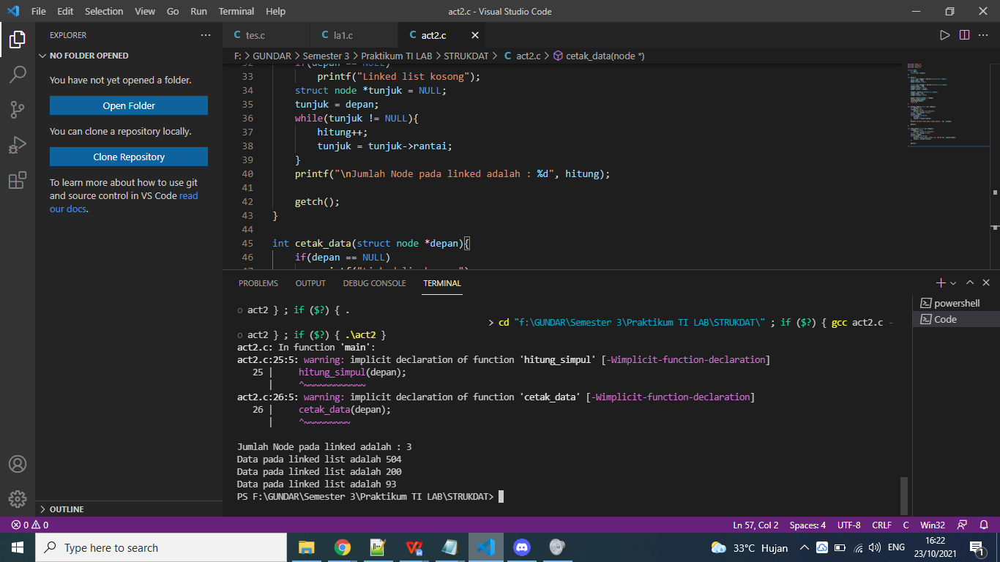 File Edit Selection View Go Run Terminal Help act2.c - Visual Studio Code
EXPLORER
NO FOLDER OPENED
You have not yet opened a folder.
Open Folder
You can clone a repository locally.
Clone Repository
To learn more about how to use git
and source control in VS Code read
our docs.
OUTLINE
C tes.c C la1.c C act2.c
F: > GUNDAR > Semester 3 > Praktikum TI LAB > STRUKDAT > C act2.c > cetak_data(node *)
32 if(depan == NULL)
33 printf("Linked list kosong");
34 struct node *tunjuk = NULL;
35 tunjuk = depan;
36 while(tunjuk != NULL){
37 hitung++;
38 tunjuk = tunjuk->rantai;
39 }
40 printf("\nJumlah Node pada linked adalah : %d", hitung);
41
42 getch();
43 }
44
45 int cetak_data(struct node *depan){
46 if(depan == NULL)
PROBLEMS OUTPUT DEBUG CONSOLE TERMINAL
powershell
Code
o act2 } ; if ($?) { .
> cd "f:\GUNDAR\Semester 3\Praktikum TI LAB\STRUKDAT\" ; if ($?) { gcc act2.c -
o act2 } ; if ($?) { .\act2 }
act2.c: In function 'main':
act2.c:25:5: warning: implicit declaration of function 'hitung_simpul' [-Wimplicit-function-declaration]
25 | hitung_simpul(depan);
| ^~~~~~~~~~~~~
act2.c:26:5: warning: implicit declaration of function 'cetak_data' [-Wimplicit-function-declaration]
26 | cetak_data(depan);
| ^~~~~~~~~~
Jumlah Node pada linked adalah : 3
Data pada linked list adalah 504
Data pada linked list adalah 200
Data pada linked list adalah 93
PS F:\GUNDAR\Semester 3\Praktikum TI LAB\STRUKDAT>
0 0 Ln 57, Col 2 Spaces: 4 UTF-8 CRLF C Win32
Type here to search 33°C Hujan ENG
16:22
23/10/2021
1